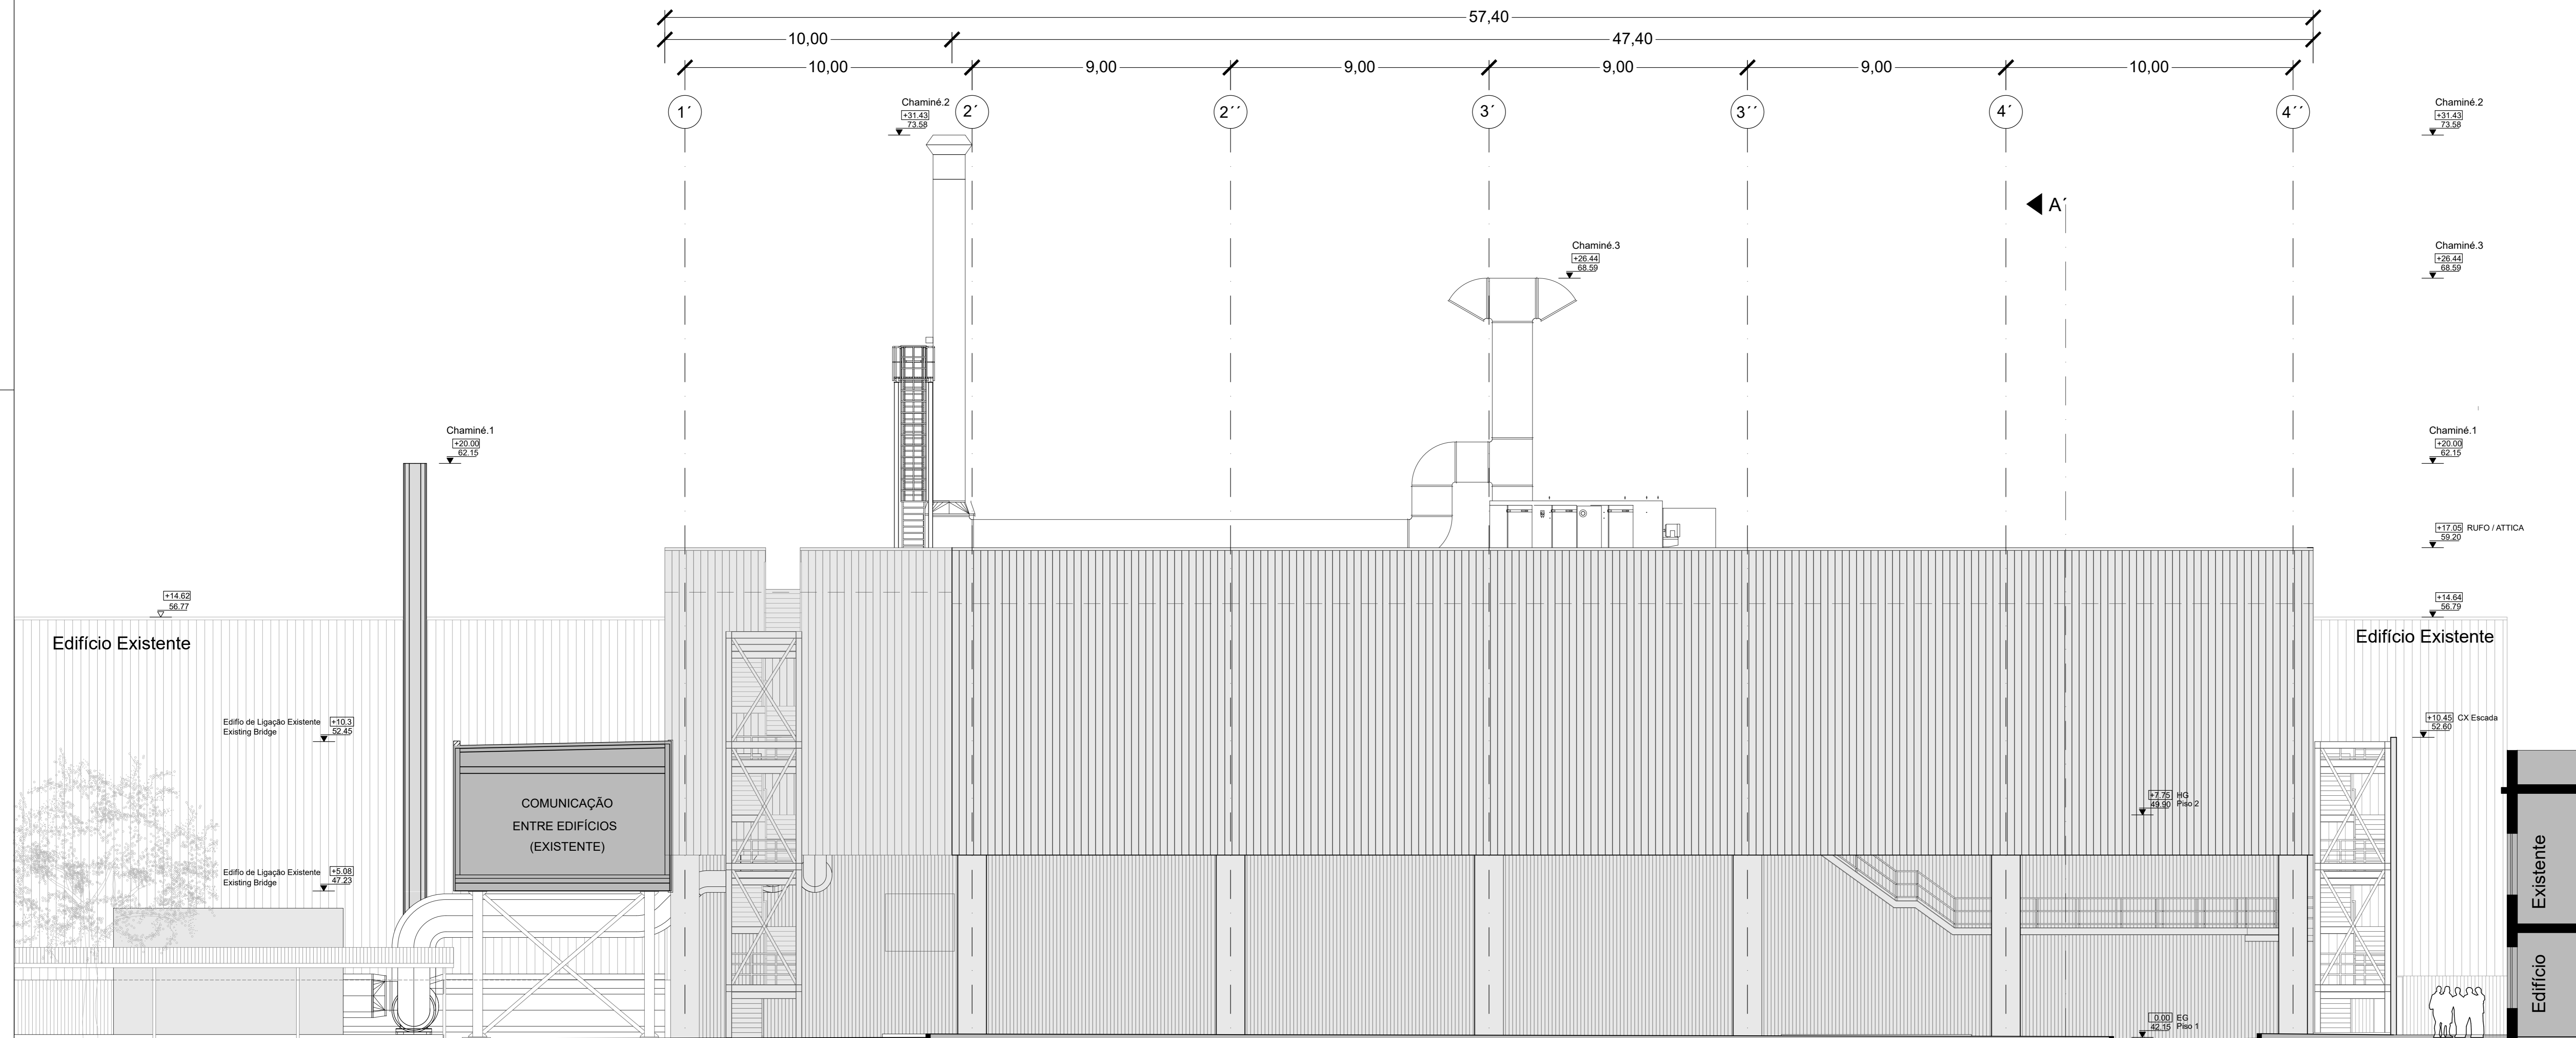 57,40
10,00
47,40
10,00
9,00
9,00
9,00
9,00
10,00
1´
2´
2´´
3´
3´´
4´
4´´
Chaminé.2
+31.43
73.58
Chaminé.2
+31.43
73.58
A´
Chaminé.3
+26.44
68.59
Chaminé.3
+26.44
68.59
Chaminé.1
+20.00
62.15
Chaminé.1
+20.00
62.15
+17.05 RUFO / ATTICA
59.20
+14.62
56.77
+14.64
56.79
Edifício Existente
Edifício Existente
Edifio de Ligação Existente +10.3
Existing Bridge 52.45
+10.45 CX Escada
52.60
COMUNICAÇÃO
ENTRE EDIFÍCIOS
(EXISTENTE)
+7.75 HG
49.90 Piso 2
Edifio de Ligação Existente +5.08
Existing Bridge 47.23
0.00 EG
42.15 Piso 1
Edifício
Existente